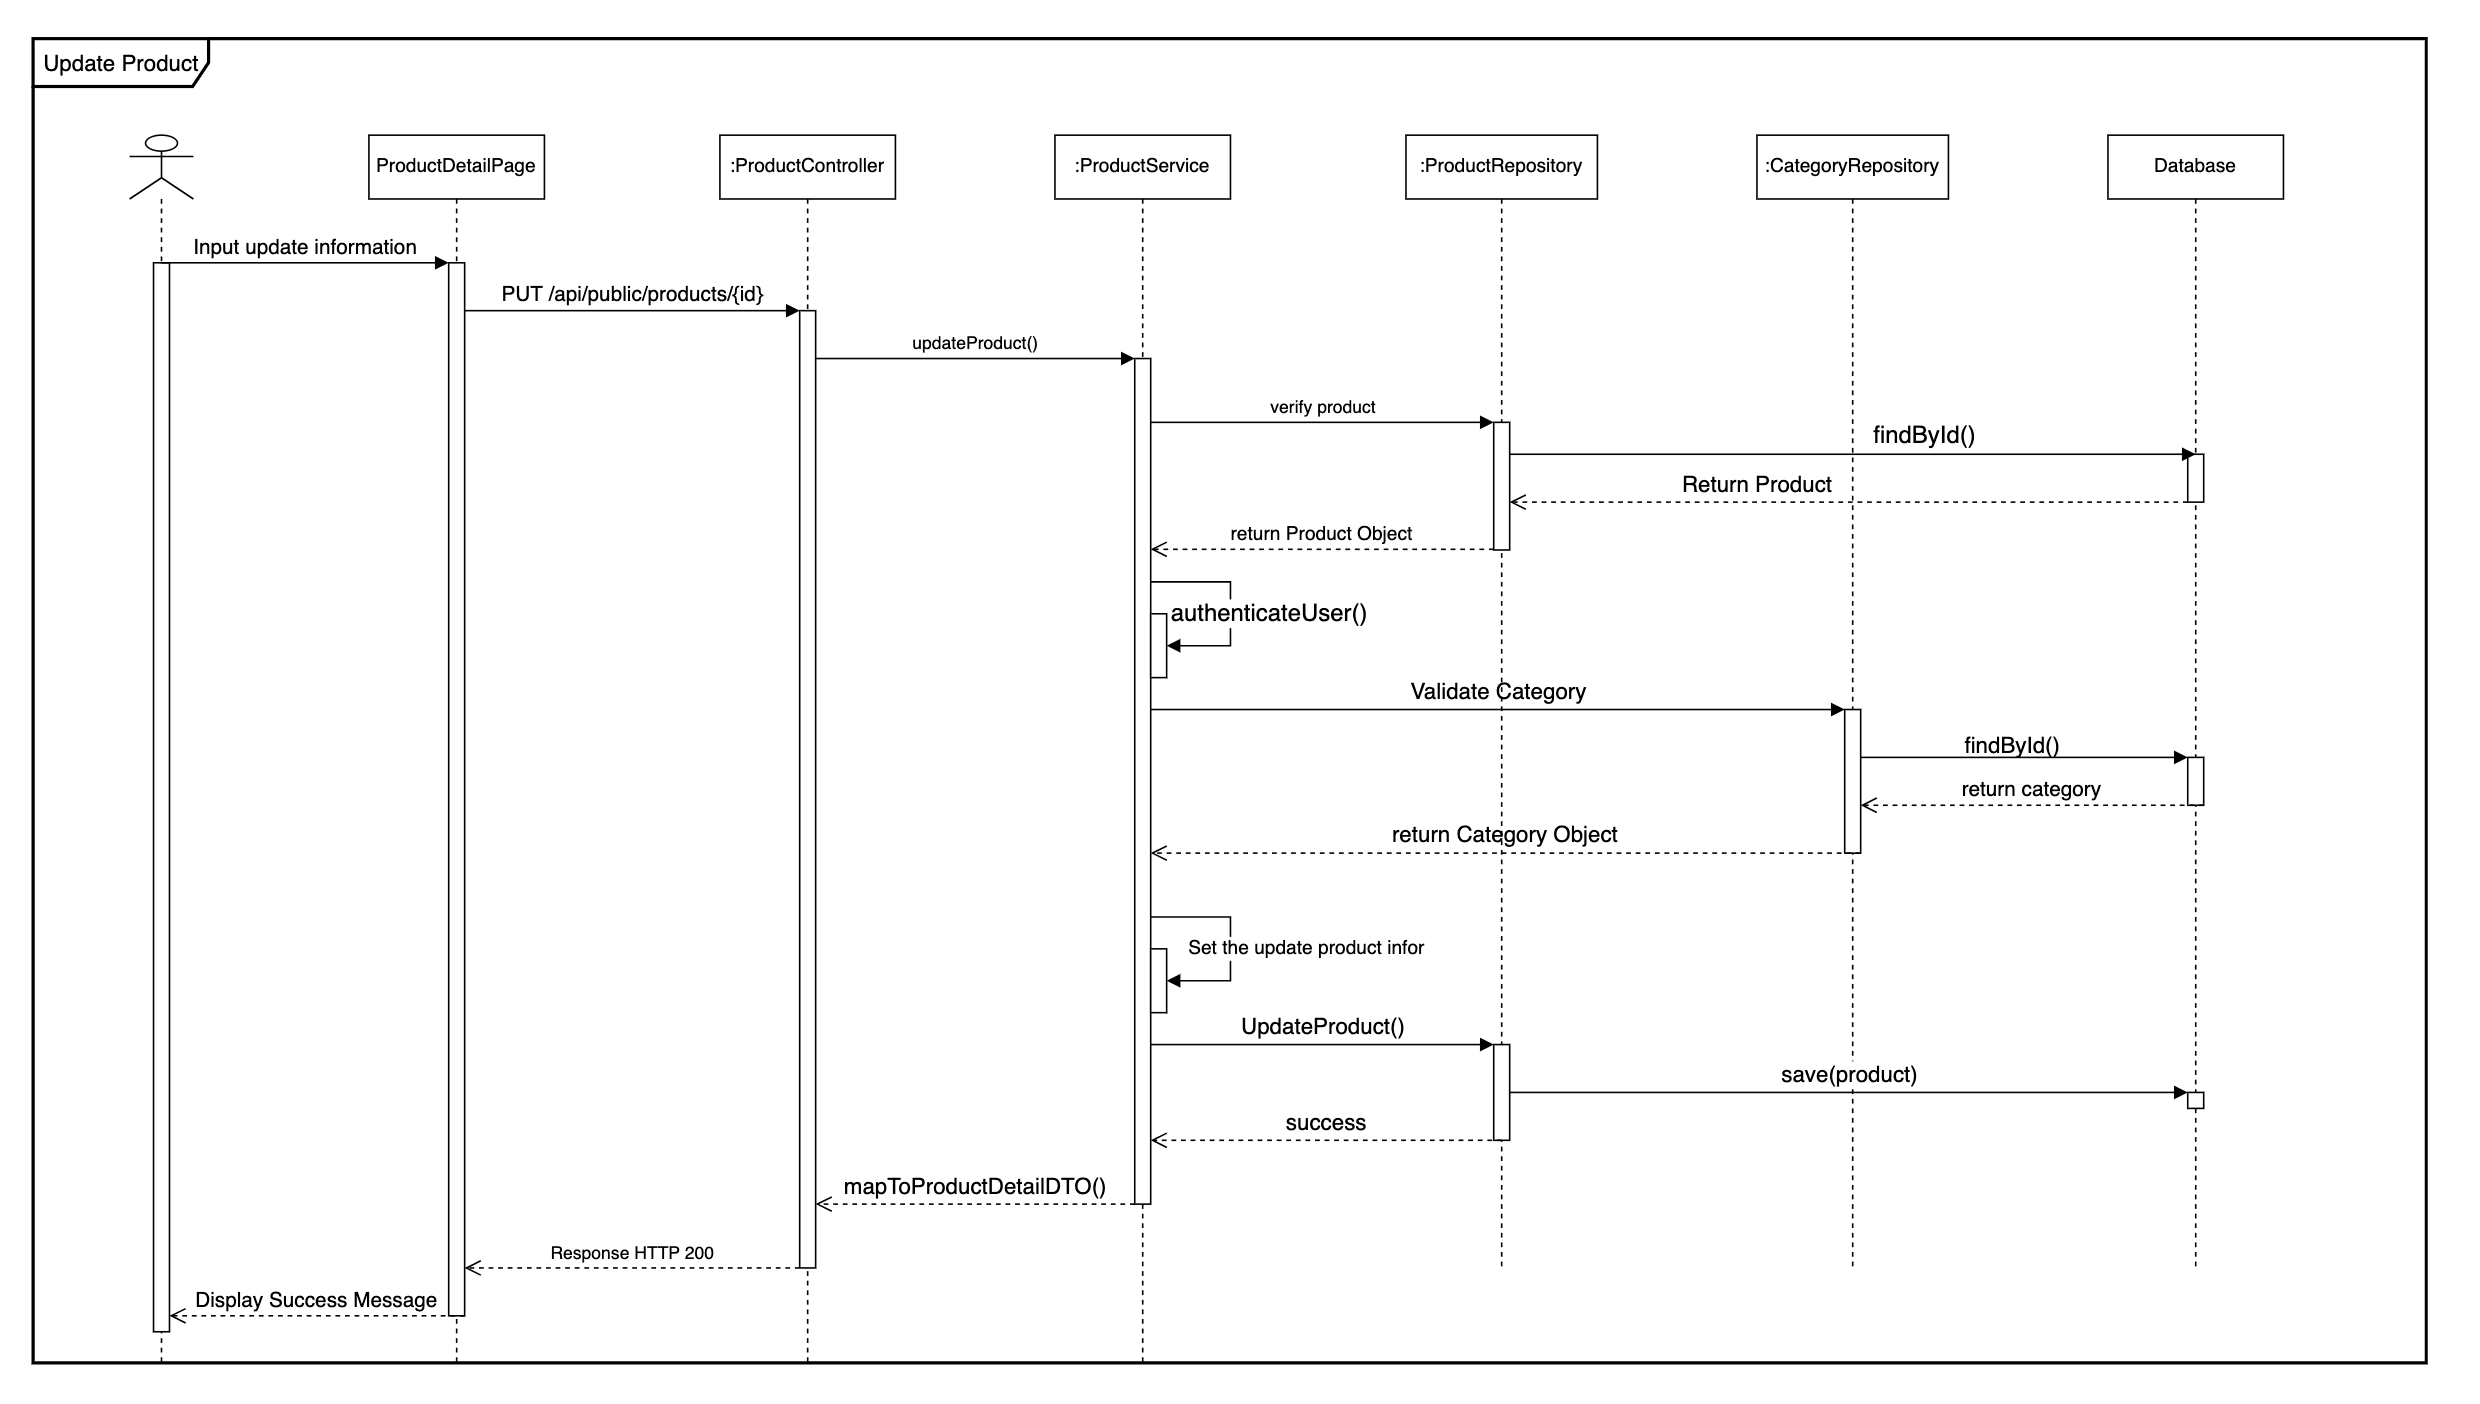 Update Product
ProductDetailPage
:ProductController
:ProductService
:ProductRepository
:CategoryRepository
Database
Input update information
PUT /api/public/products/{id}
updateProduct()
verify product
findById()
Return Product
return Product Object
authenticateUser()
Validate Category
findById()
return category
return Category Object
Set the update product infor
UpdateProduct()
save(product)
success
mapToProductDetailDTO()
Response HTTP 200
Display Success Message